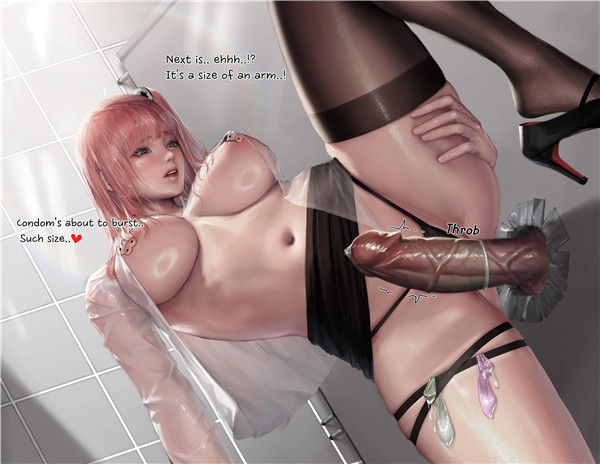 Next is.. ehhh..!?
It's a size of an arm..!
Condom's about to burst..
Such size..❤
Throb